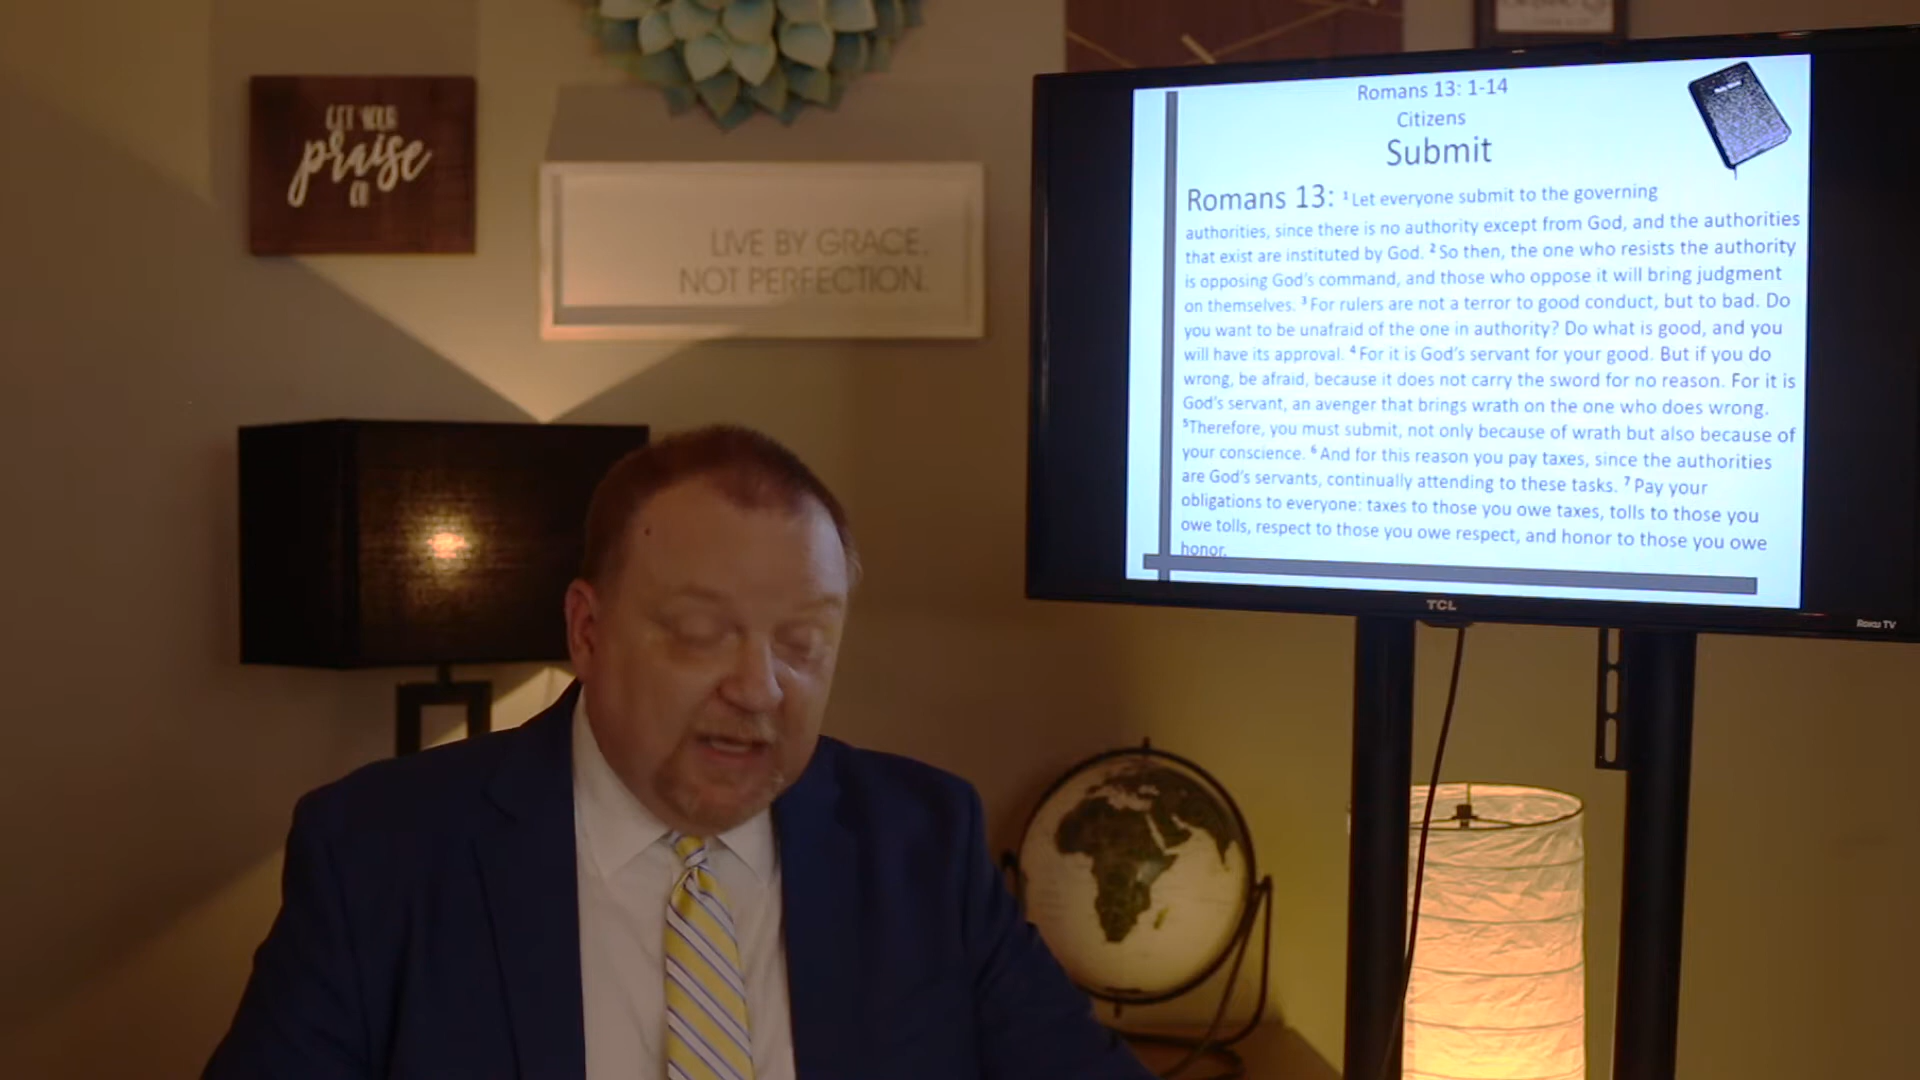 praise
LIVE BY GRACE,
NOT PERFECTION.
Romans 13: 1-14
Citizens
Submit
Romans 13: ¹ Let everyone submit to the governing
authorities, since there is no authority except from God, and the authorities
that exist are instituted by God. ² So then, the one who resists the authority
is opposing God's command, and those who oppose it will bring judgment
on themselves. ³ For rulers are not a terror to good conduct, but to bad. Do
you want to be unafraid of the one in authority? Do what is good, and you
will have its approval. ⁴ For it is God's servant for your good. But if you do
wrong, be afraid, because it does not carry the sword for no reason. For it is
God's servant, an avenger that brings wrath on the one who does wrong.
⁵Therefore, you must submit, not only because of wrath but also because of
your conscience. ⁶ And for this reason you pay taxes, since the authorities
are God's servants, continually attending to these tasks. ⁷ Pay your
obligations to everyone: taxes to those you owe taxes, tolls to those you
owe tolls, respect to those you owe respect, and honor to those you owe
honor.
TCL
Roku TV